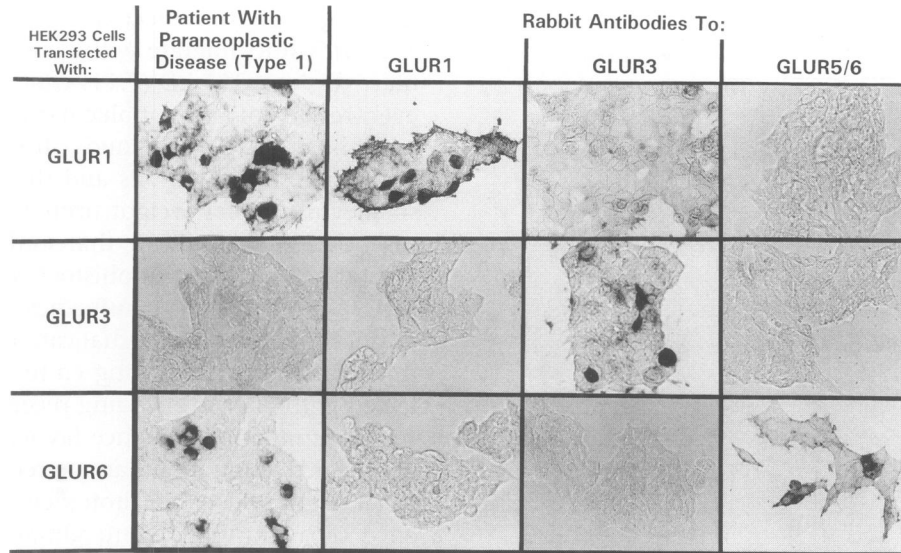 HEK293 Cells
Transfected
With:
Patient With
Paraneoplastic
Disease (Type 1)
Rabbit Antibodies To:
GLUR1
GLUR3
GLUR5/6
GLUR1
GLUR3
GLUR6